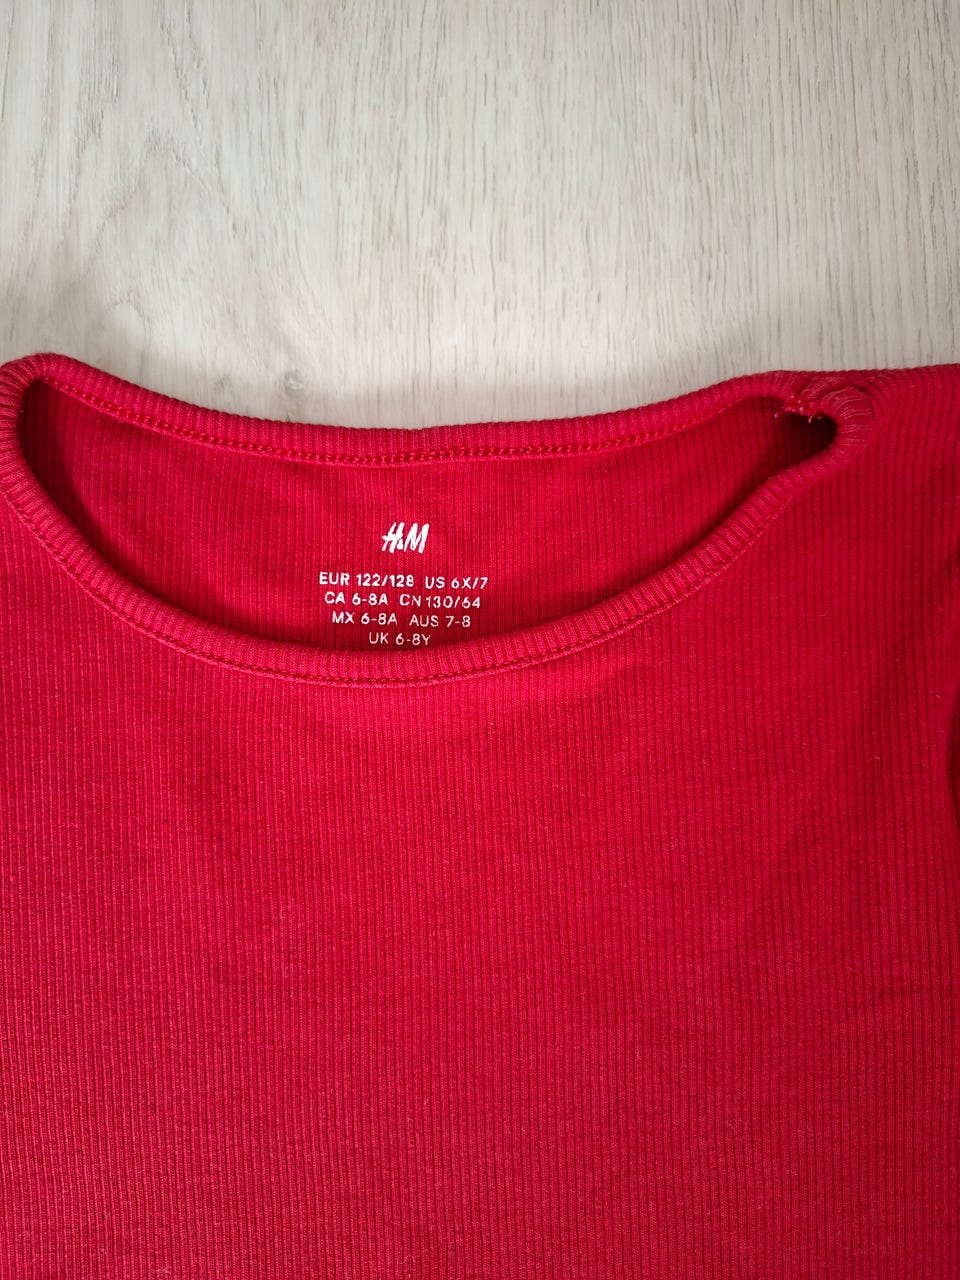 H&M
EUR 122/128 US 6X/7
CA 6-8A CN 130/64
MX 6-8A AUS 7-8
UK 6-8Y